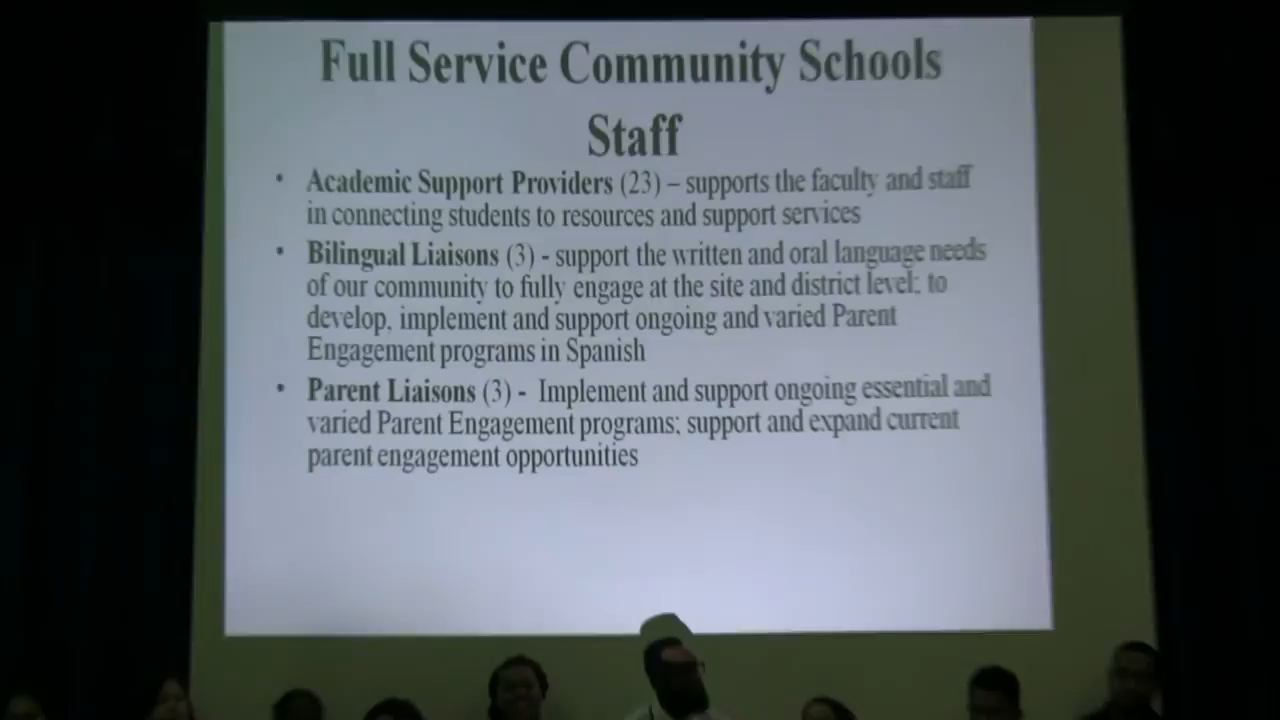 Full Service Community Schools
Staff
• Academic Support Providers (23) – supports the faculty and staff
in connecting students to resources and support services
• Bilingual Liaisons (3) - support the written and oral language needs
of our community to fully engage at the site and district level; to
develop, implement and support ongoing and varied Parent
Engagement programs in Spanish
• Parent Liaisons (3) - Implement and support ongoing essential and
varied Parent Engagement programs; support and expand current
parent engagement opportunities